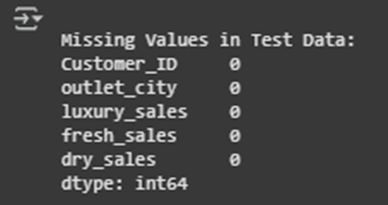 Missing Values in Test Data:
Customer_ID     0
outlet_city     0
luxury_sales    0
fresh_sales     0
dry_sales       0
dtype: int64